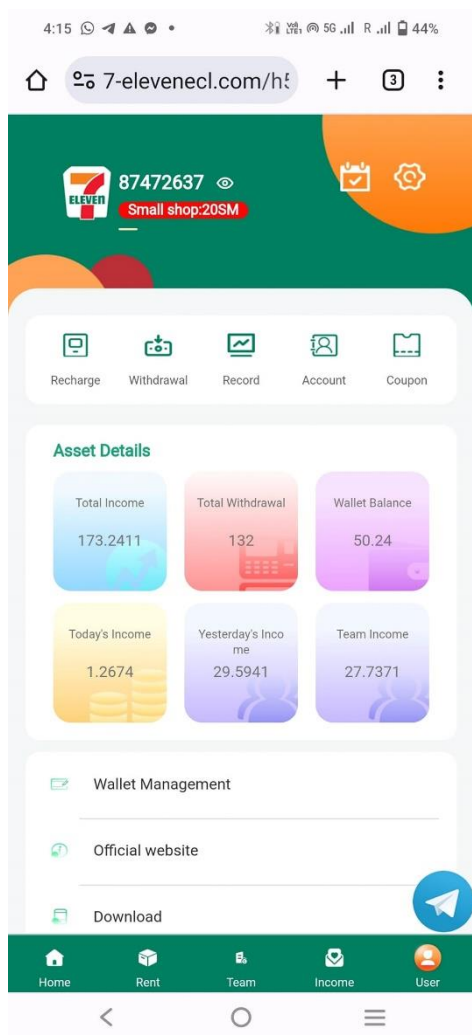 4:15 5G R 44%
7-elevenecl.com/h5 + 3
ELEVEN
87472637
Small shop:20SM
Recharge Withdrawal Record Account Coupon
Asset Details
Total Income Total Withdrawal Wallet Balance
173.2411 132 50.24
Today's Income Yesterday's Inco
me Team Income
1.2674 29.5941 27.7371
Wallet Management
Official website
Download
Home Rent Team Income User